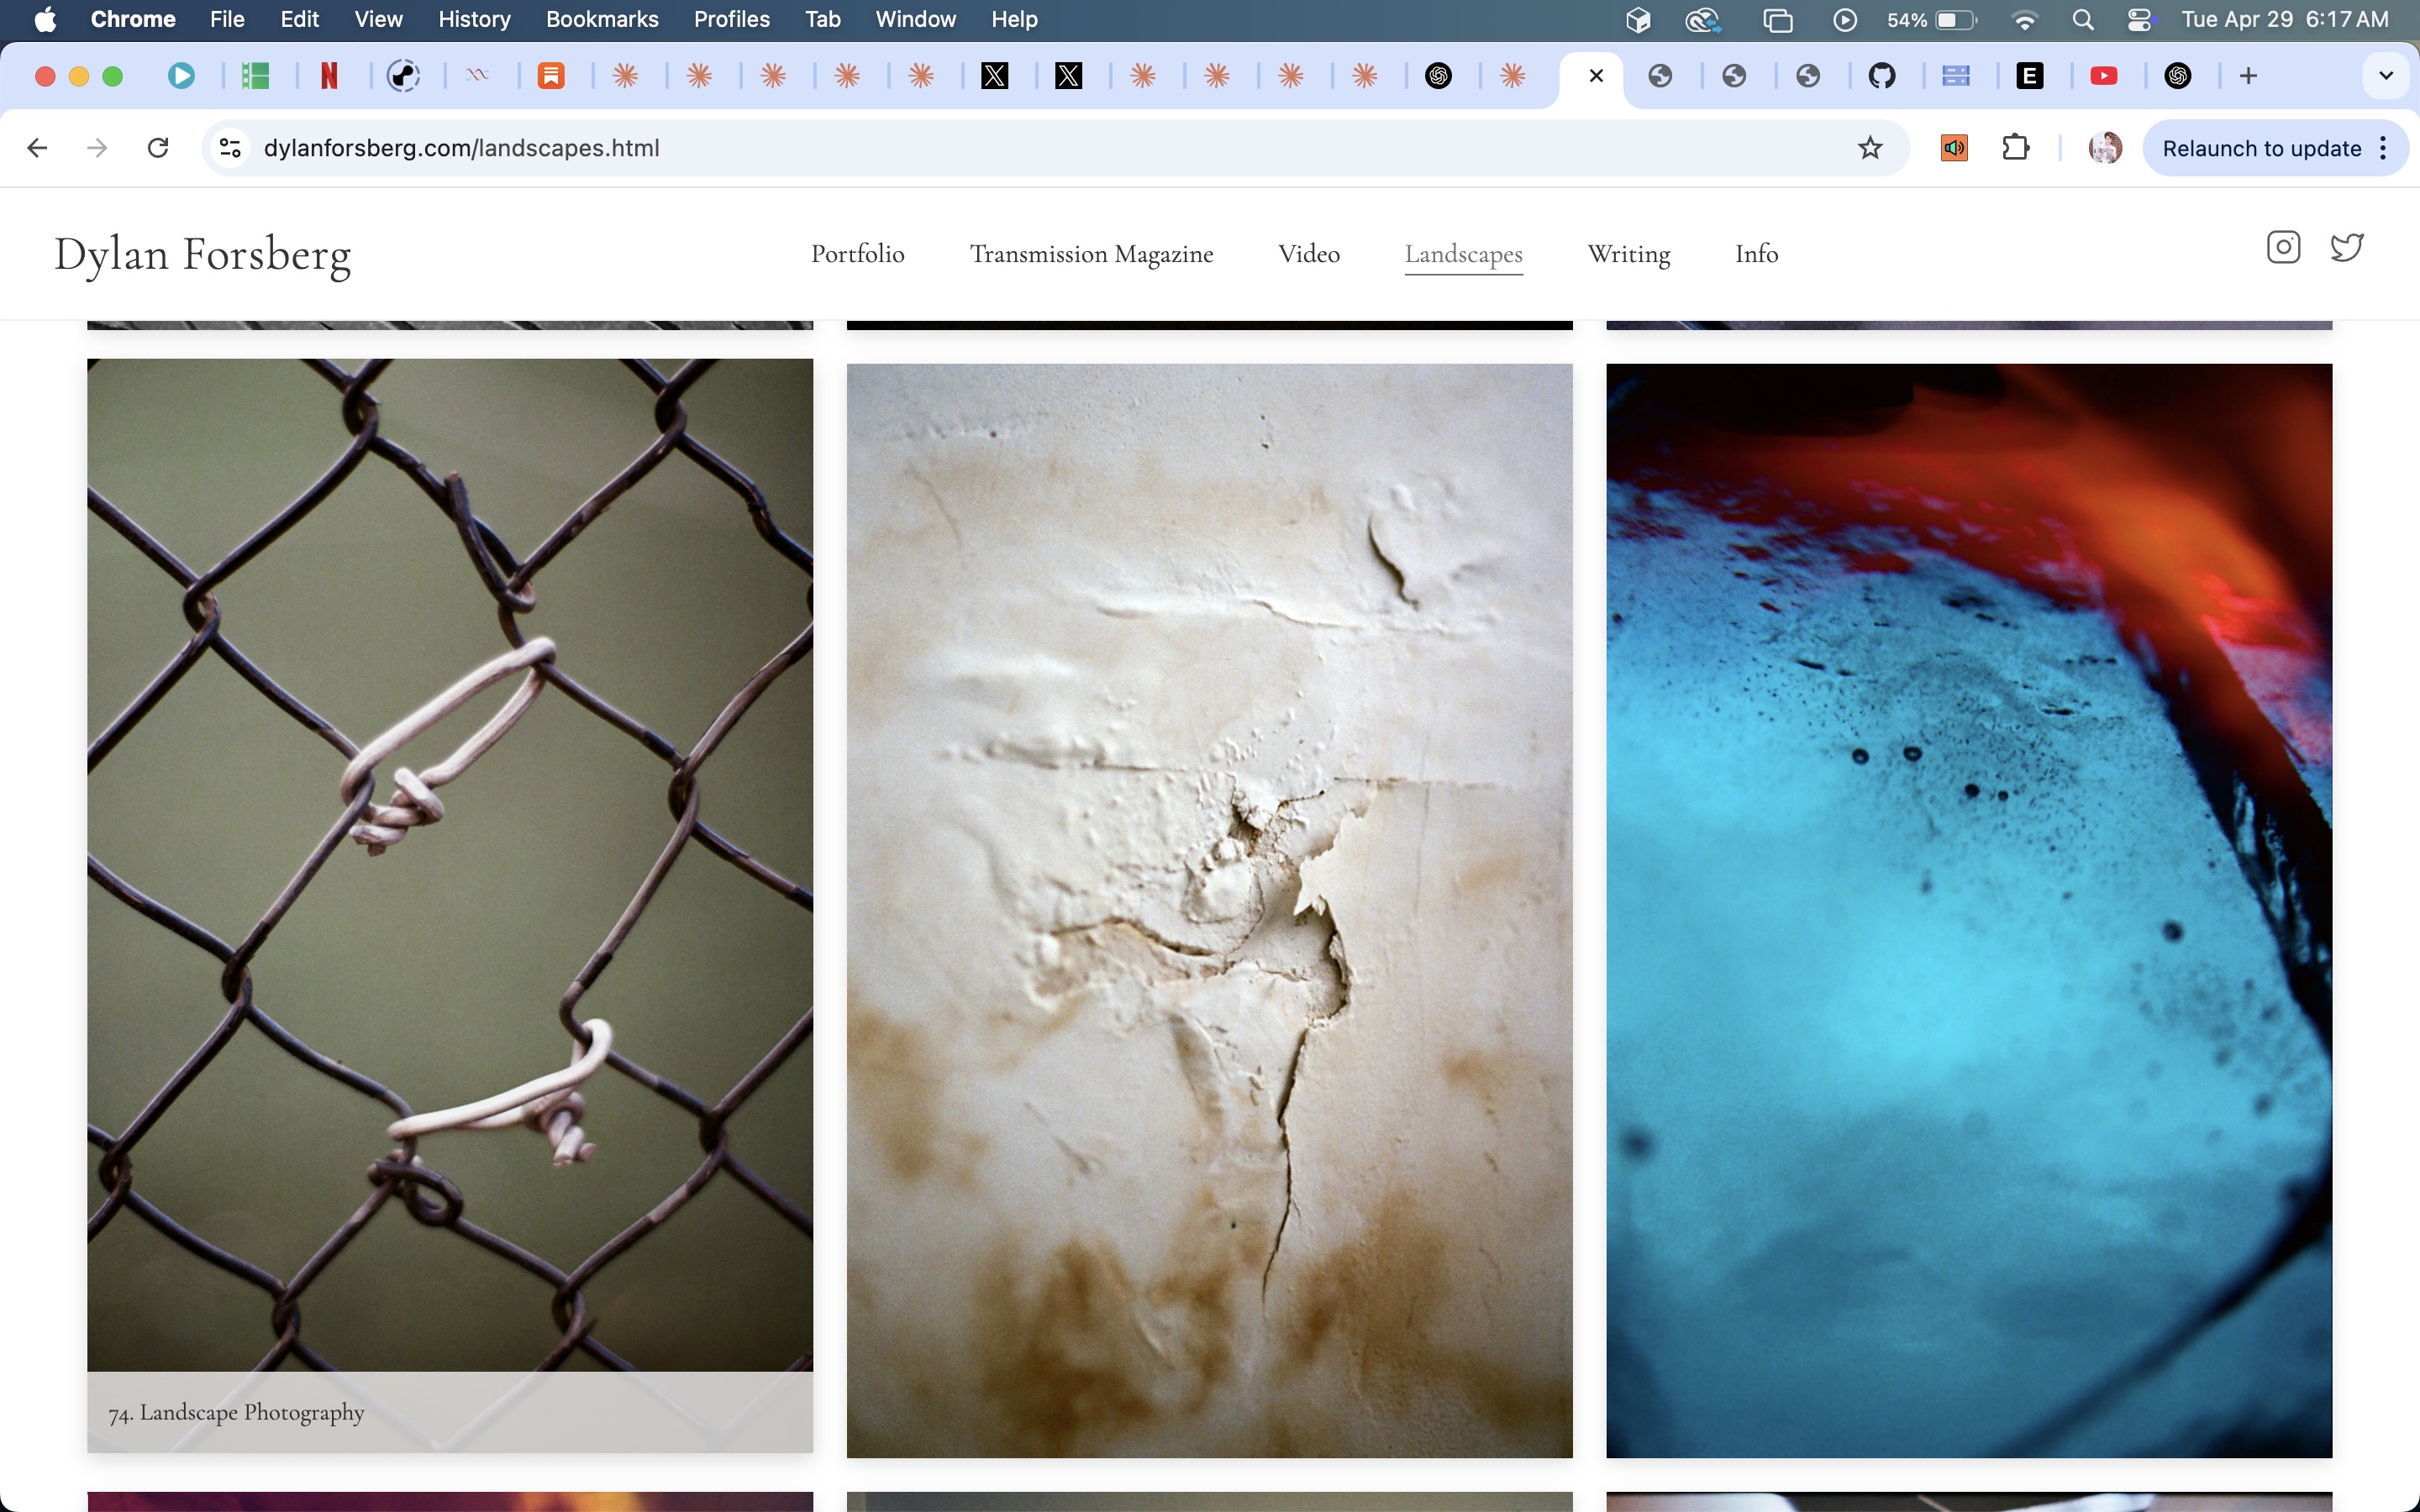 Chrome File Edit View History Bookmarks Profiles Tab Window Help 54% Tue Apr 29 6:17 AM
N X X E
dylanforsberg.com/landscapes.html Relaunch to update
Dylan Forsberg Portfolio Transmission Magazine Video Landscapes Writing Info
74. Landscape Photography